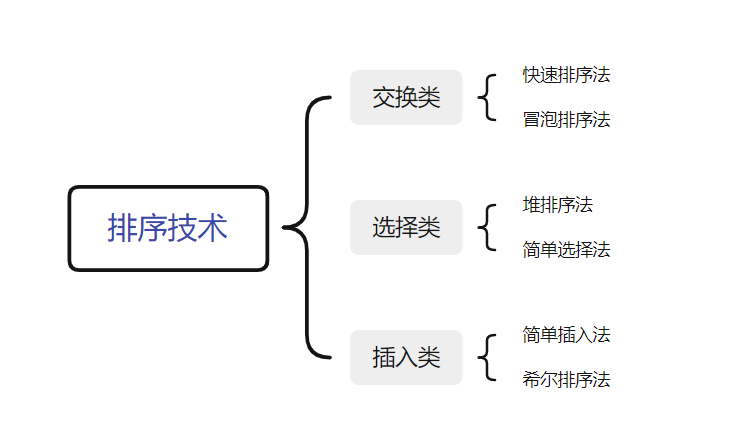 排序技术
交换类
快速排序法
冒泡排序法
选择类
堆排序法
简单选择法
插入类
简单插入法
希尔排序法